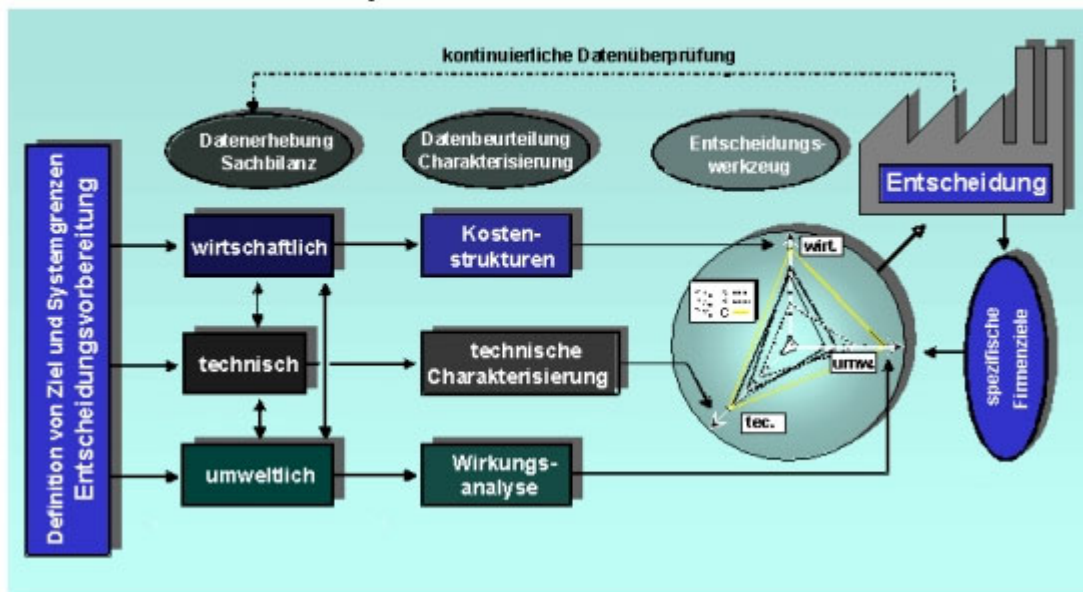 kontinuierliche Datenüberprüfung
Datenerhebung
Sachbilanz
Datenbeurteilung
Charakterisierung
Entscheidungs-
werkzeug
Entscheidung
Definition von Ziel und Systemgrenzen
Entscheidungsvorbereitung
wirtschaftlich
Kosten-
strukturen
wirt.
technisch
technische
Charakterisierung
umwe
tec.
spezifische
Firmenziele
umweltlich
Wirkungs-
analyse